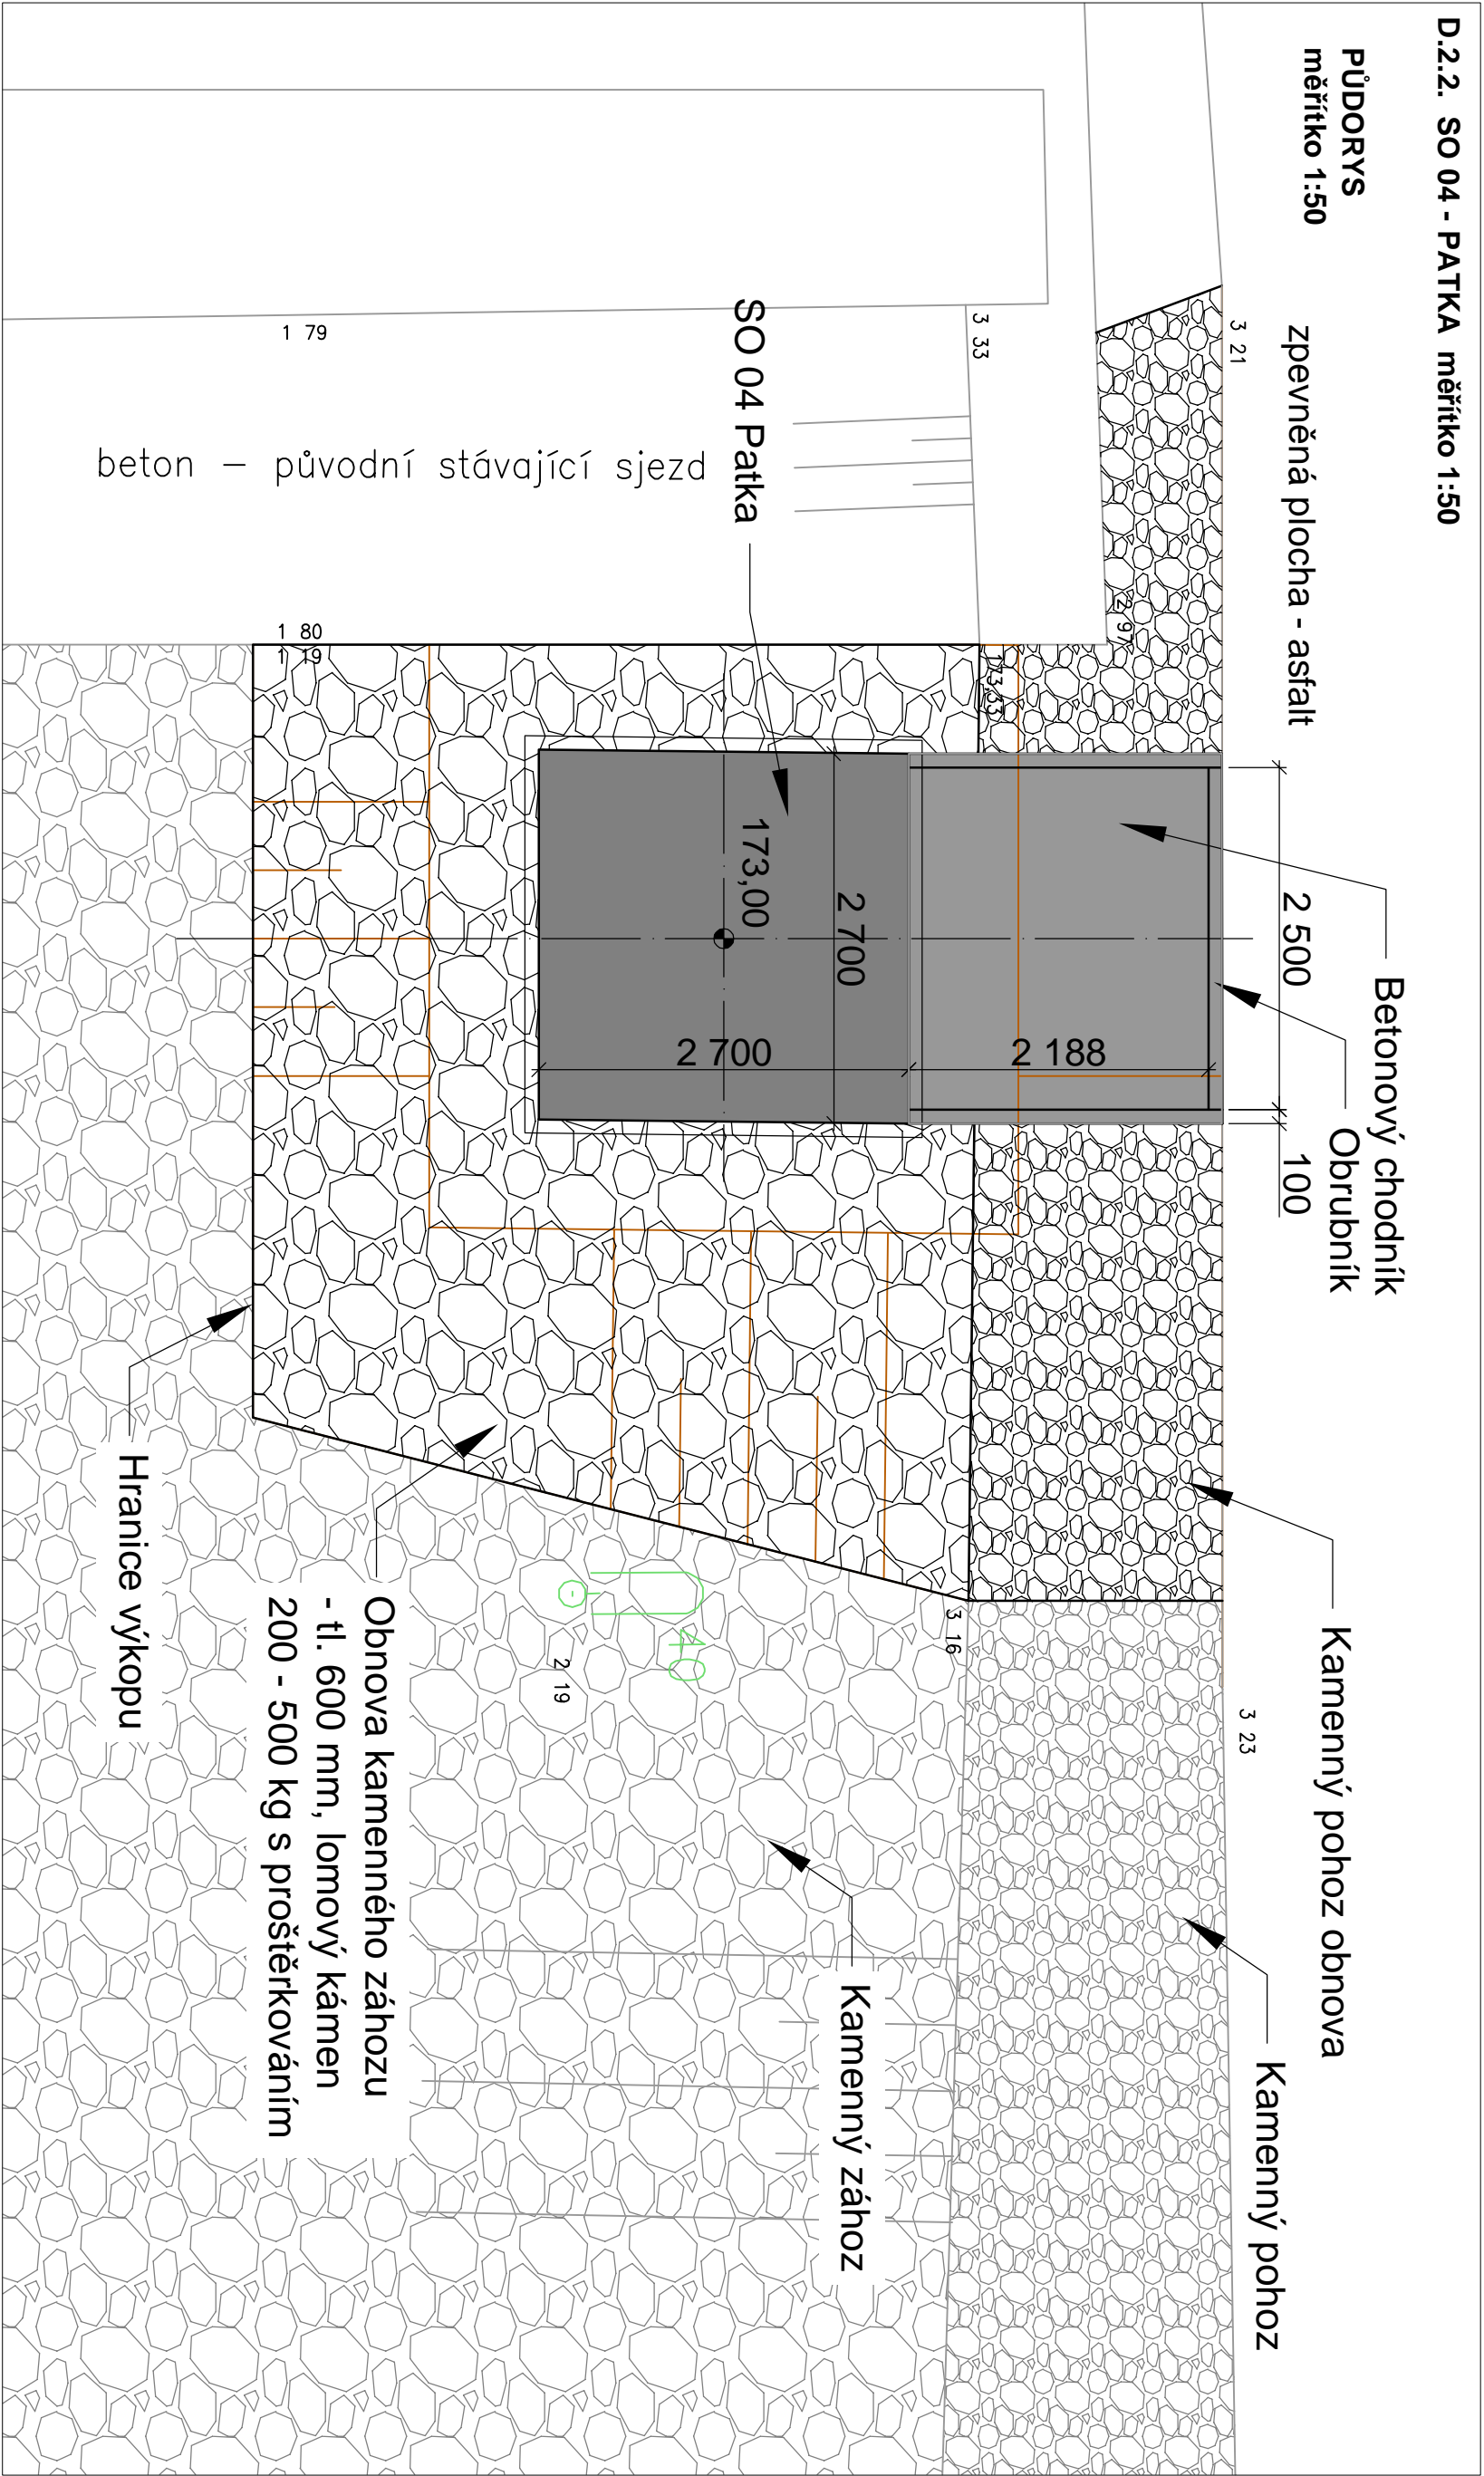 D.2.2. SO 04 - PATKA měřítko 1:50
PŮDORYS
měřítko 1:50
zpevněná plocha - asfalt
3 21
Betonový chodník
Obrubník
2 500
100
Kamenný pohoz obnova
Kamenný pohoz
3 23
3 33
2 97
173,33
SO 04 Patka
173,00
2 700
2 700
2 188
beton – původní stávající sjezd
1 79
1 80
1 19
3 16
2 19
40
Kamenný zához
Obnova kamenného záhozu
- tl. 600 mm, lomový kámen
200 - 500 kg s proštěrkováním
Hranice výkopu